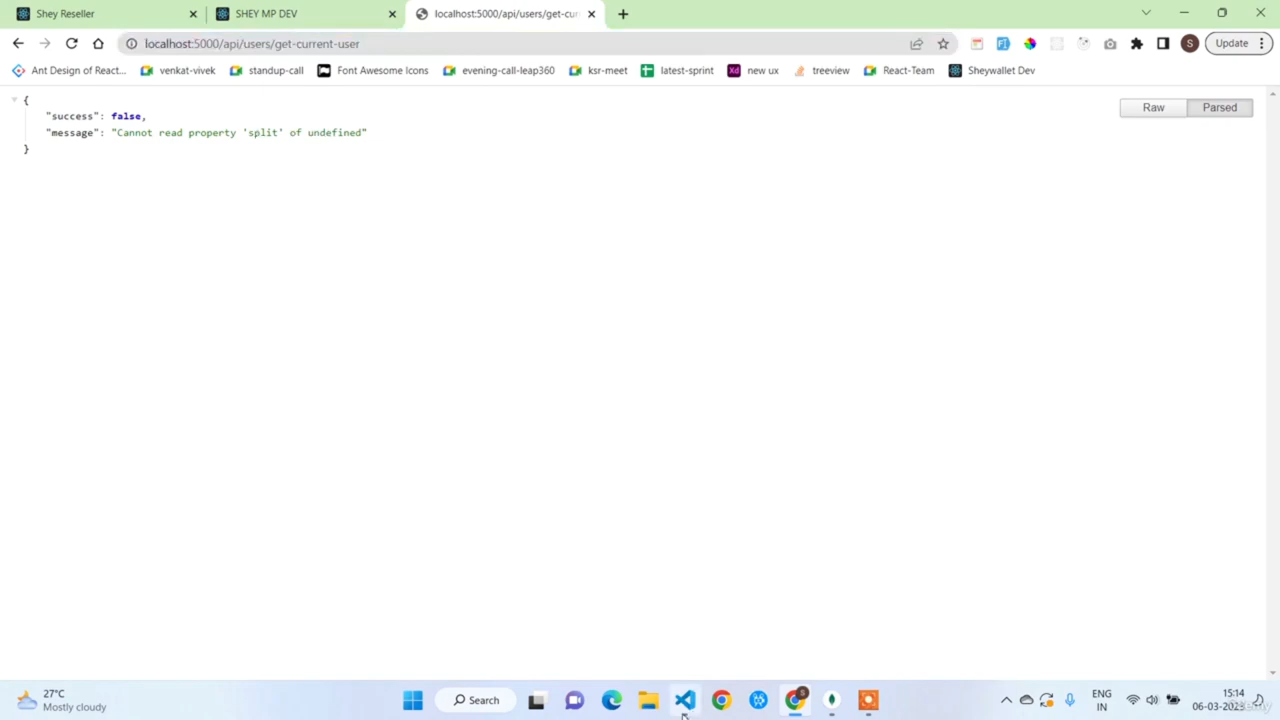 Shey Reseller
SHEY MP DEV
localhost:5000/api/users/get-cur
localhost:5000/api/users/get-current-user
S
Update
Ant Design of React...
venkat-vivek
standup-call
Font Awesome Icons
evening-call-leap360
ksr-meet
latest-sprint
Xd new ux
treeview
React-Team
Sheywallet Dev
{
"success": false,
"message": "Cannot read property 'split' of undefined"
}
Raw
Parsed
27°C
Mostly cloudy
Search
ENG
IN
15:14
06-03-2023